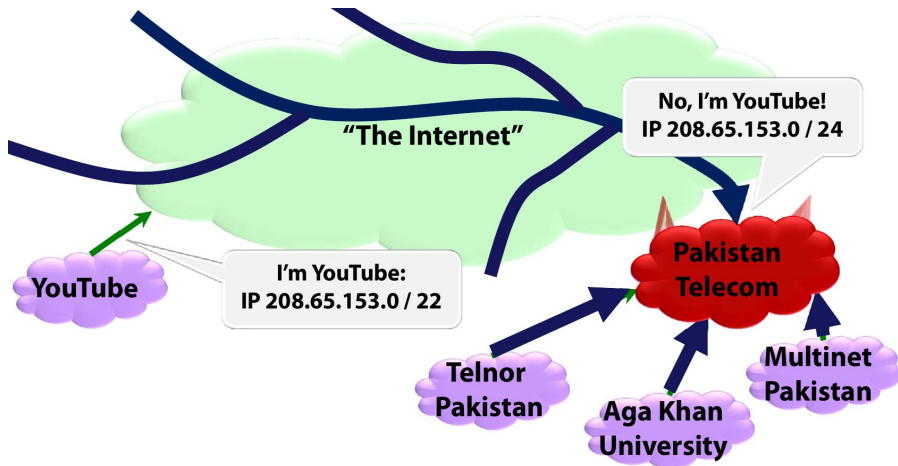 No, I'm YouTube!
IP 208.65.153.0 / 24
“The Internet”
Pakistan
Telecom
I'm YouTube:
IP 208.65.153.0 / 22
YouTube
Telnor
Pakistan
Aga Khan
University
Multinet
Pakistan